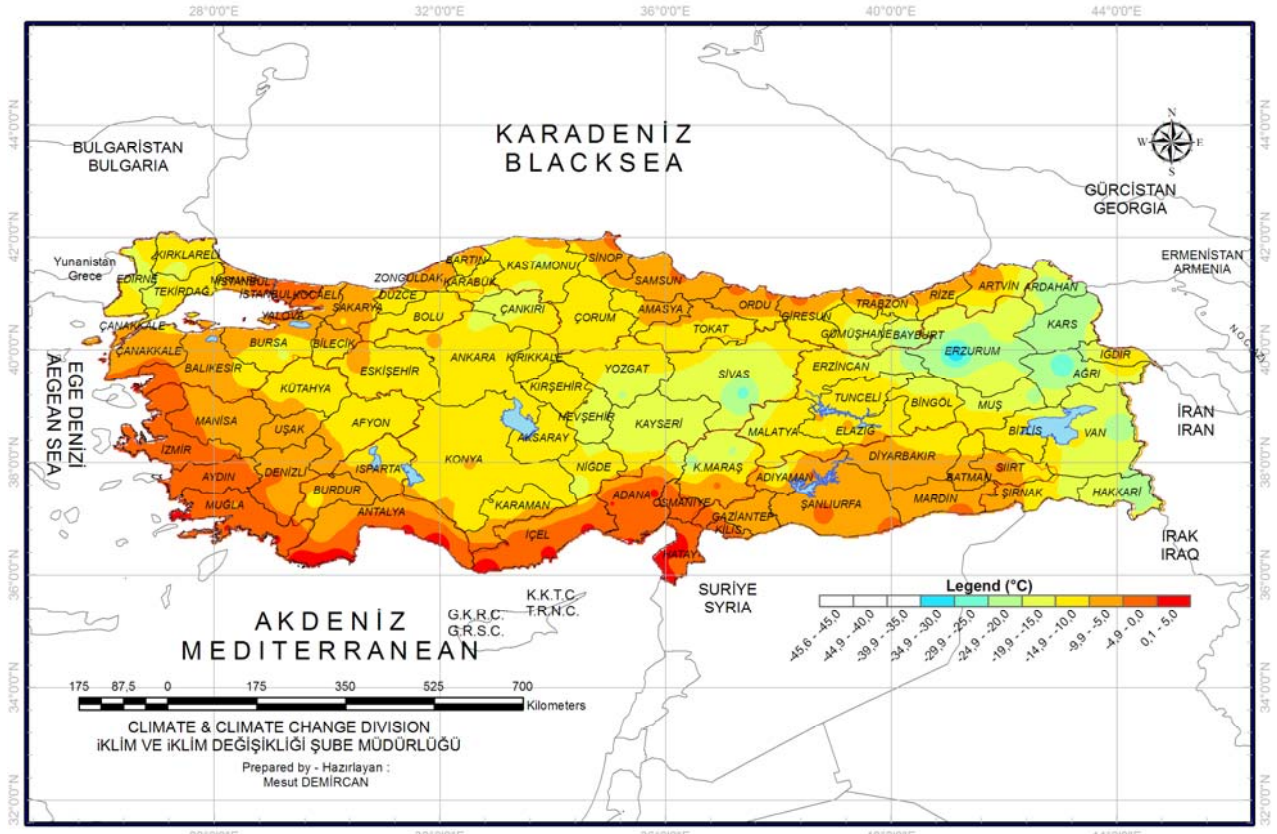 28°0'0"E 32°0'0"E 36°0'0"E 40°0'0"E 44°0'0"E
44°0'0"N
42°0'0"N
40°0'0"N
38°0'0"N
36°0'0"N
34°0'0"N
32°0'0"N
KARADENİZ
BLACKSEA
BULGARİSTAN
BULGARIA
N
W E
S
GÜRCİSTAN
GEORGIA
Yunanistan
Grece
ERMENİSTAN
ARMENIA
EGE DENİZİ
AEGEAN SEA
İRAN
IRAN
IRAK
IRAQ
SURİYE
SYRIA
K.K.T.C.
T.R.N.C.
G.K.R.C.
G.R.S.C.
AKDENİZ
MEDITERRANEAN
KIRKLARELİ
EDİRNE
TEKİRDAĞ
İSTANBUL
İSTANBUL
KOCAELİ
YALOVA
SAKARYA
DÜZCE
ZONGULDAK
BARTIN
KARABÜK
KASTAMONU
SİNOP
SAMSUN
BOLU
ÇANKIRI
ÇORUM
AMASYA
ORDU
GİRESUN
TRABZON
RİZE
ARTVİN
ARDAHAN
KARS
ÇANAKKALE
ÇANAKKALE
BALIKESİR
BURSA
BİLECİK
ESKİŞEHİR
ANKARA
KIRIKKALE
KIRŞEHİR
YOZGAT
TOKAT
SİVAS
GÜMÜŞHANE
BAYBURT
ERZURUM
ERZİNCAN
IĞDIR
AĞRI
KÜTAHYA
MANİSA
UŞAK
AFYON
İZMİR
AYDIN
DENİZLİ
MUĞLA
BURDUR
ISPARTA
ANTALYA
KONYA
AKSARAY
NEVŞEHİR
KAYSERİ
NİĞDE
KARAMAN
İÇEL
ADANA
OSMANİYE
HATAY
K.MARAŞ
MALATYA
ADIYAMAN
GAZİANTEP
KİLİS
ŞANLIURFA
TUNCELİ
BİNGÖL
MUŞ
ELAZIĞ
DİYARBAKIR
BİTLİS
VAN
SİİRT
BATMAN
MARDİN
ŞIRNAK
HAKKARİ
Legend (°C)
-45,6 - -45,0
-44,9 - -40,0
-39,9 - -35,0
-34,9 - -30,0
-29,9 - -25,0
-24,9 - -20,0
-19,9 - -15,0
-14,9 - -10,0
-9,9 - -5,0
-4,9 - 0,0
0,1 - 5,0
175 87,5 0 175 350 525 700
Kilometers
CLIMATE & CLIMATE CHANGE DIVISION
iKLİM VE iKLİM DEĞİŞİKLİĞİ ŞUBE MÜDÜRLÜĞÜ
Prepared by - Hazırlayan :
Mesut DEMİRCAN